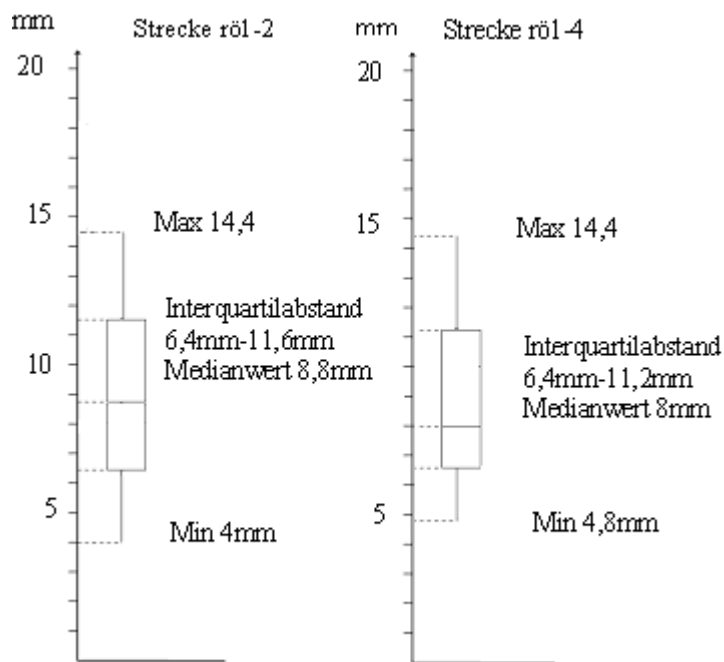 mm
Strecke röl-2
20
15
Max 14,4
Interquartilabstand
6,4mm-11,6mm
Medianwert 8,8mm
10
5
Min 4mm
mm
Strecke röl-4
20
15
Max 14,4
Interquartilabstand
6,4mm-11,2mm
Medianwert 8mm
5
Min 4,8mm